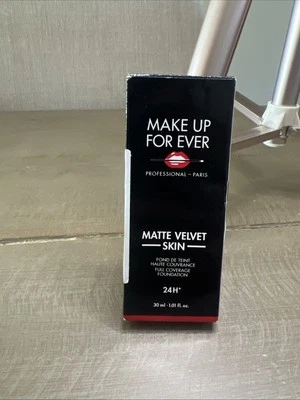 MAKE UP
FOR EVER
PROFESSIONAL - PARIS
MATTE VELVET
SKIN
FOND DE TEINT
HAUTE COUVRANCE
FULL COVERAGE
FOUNDATION
24H*
30 ml · 1.01 fl. oz.